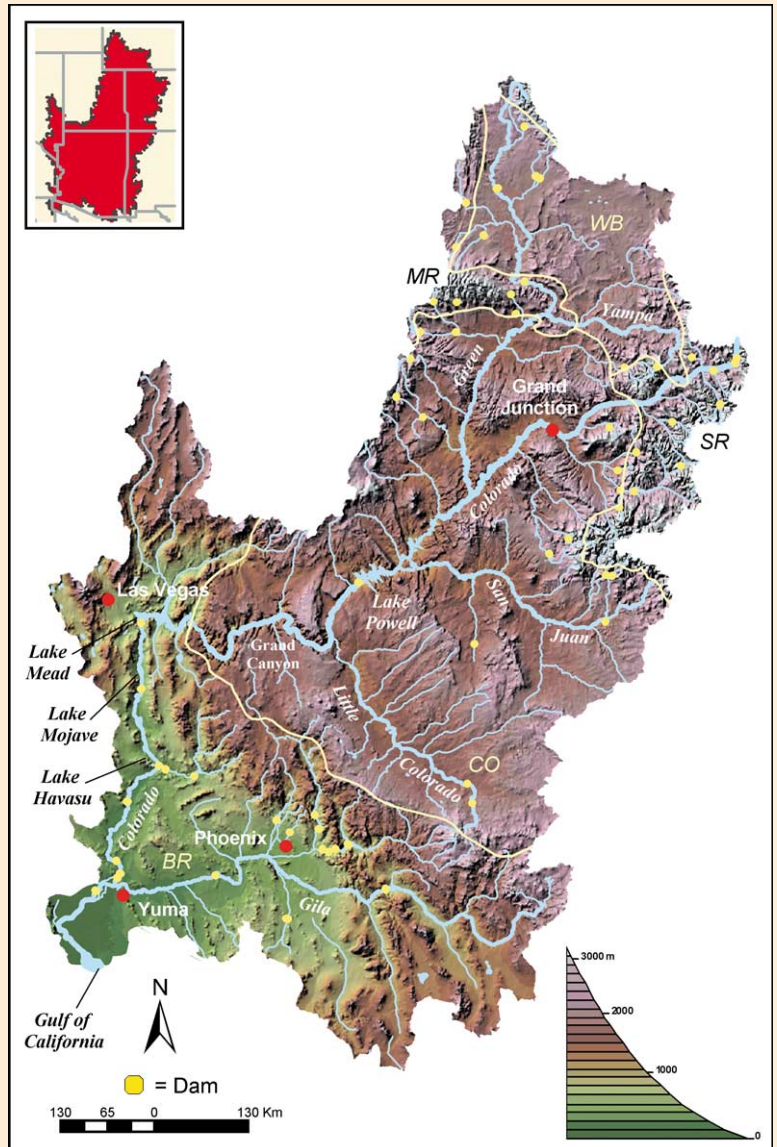 WB
MR
Yampa
Green
Grand
Junction
SR
Colorado
Las Vegas
Lake
Powell
San
Juan
Lake
Mead
Grand
Canyon
Little
Colorado
Lake
Mojave
CO
Lake
Havasu
Colorado
Phoenix
BR
Gila
Yuma
Gulf of
California
N
= Dam
130 65 0 130 Km
3000 m
2000
1000
0